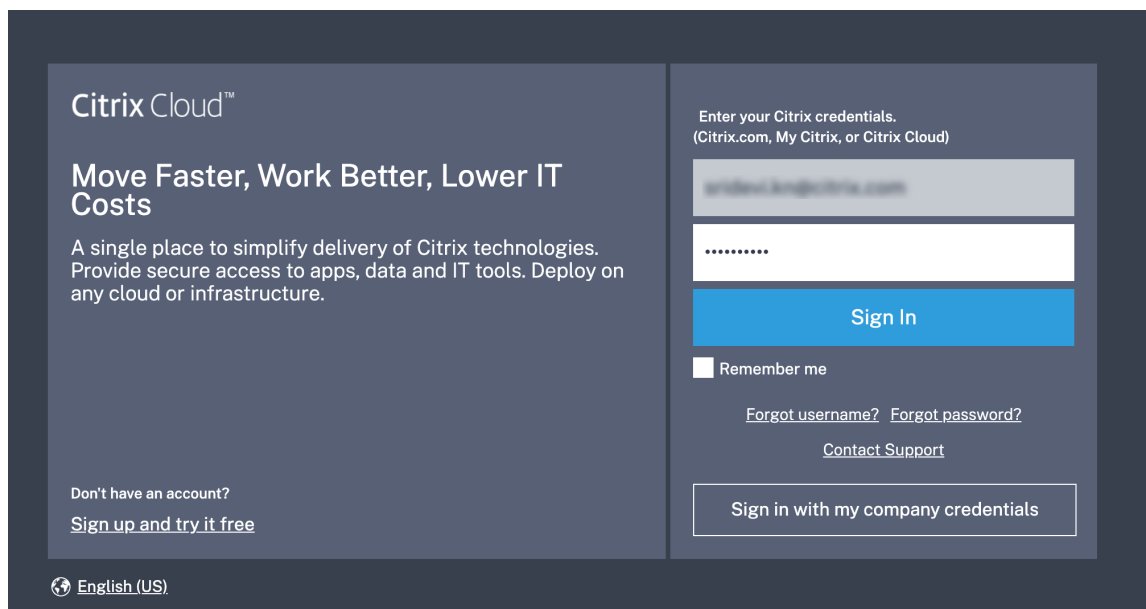 Citrix Cloud™
Move Faster, Work Better, Lower IT
Costs
A single place to simplify delivery of Citrix technologies.
Provide secure access to apps, data and IT tools. Deploy on
any cloud or infrastructure.
Don't have an account?
Sign up and try it free
Enter your Citrix credentials.
(Citrix.com, My Citrix, or Citrix Cloud)
••••••••••
Sign In
Remember me
Forgot username? Forgot password?
Contact Support
Sign in with my company credentials
English (US)